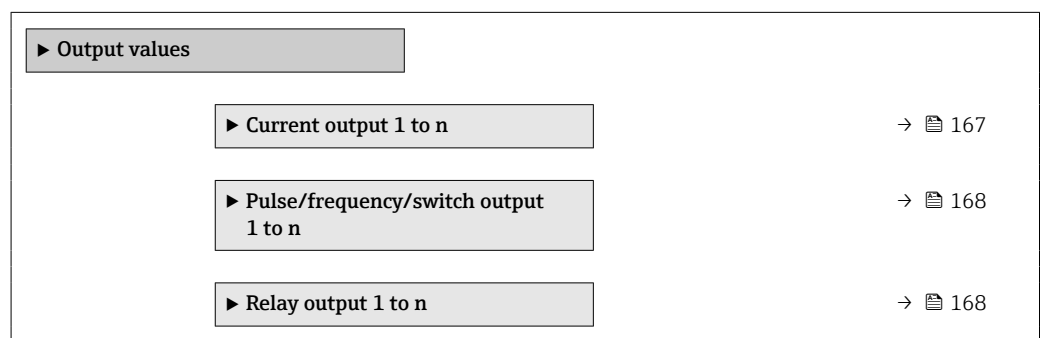 ▶ Output values
▶ Current output 1 to n → 167
▶ Pulse/frequency/switch output → 168
1 to n
▶ Relay output 1 to n → 168